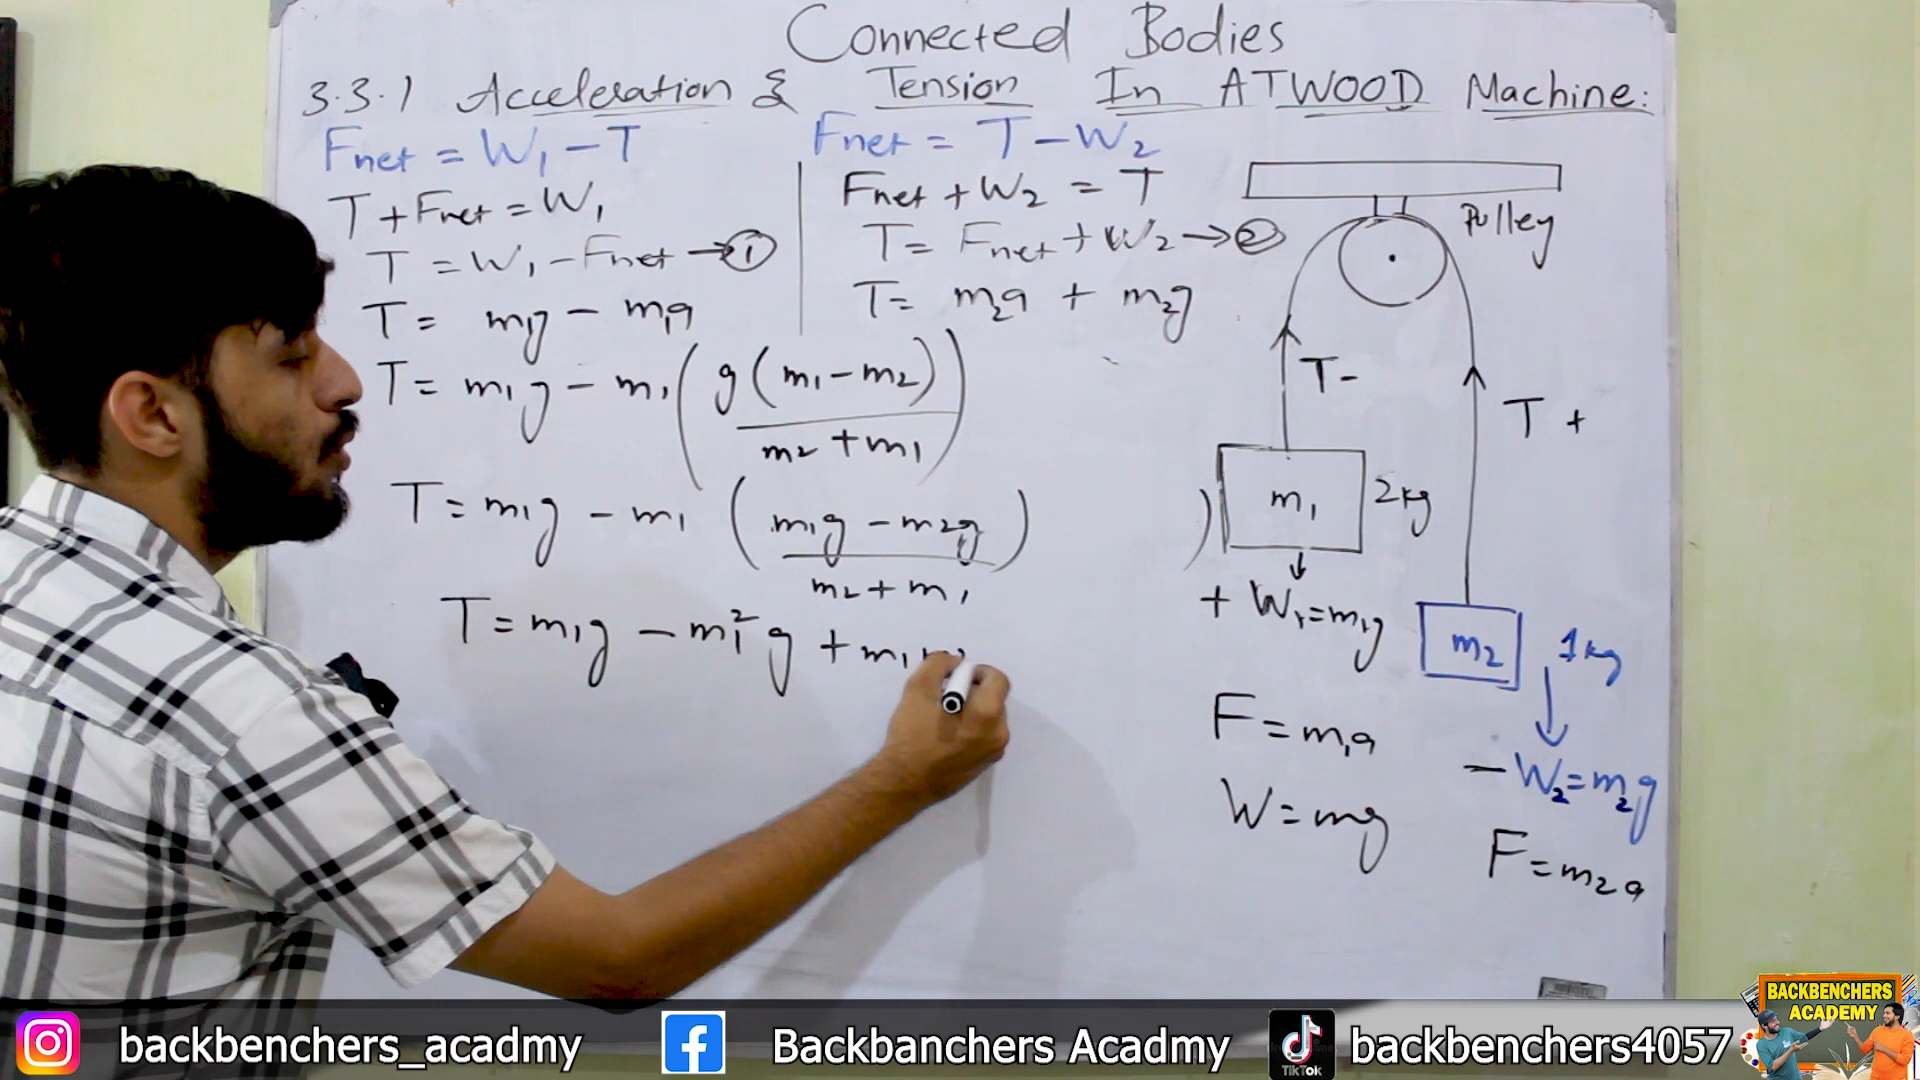 Connected Bodies
3.3.1 Acceleration & Tension In ATWOOD Machine:
Fnet = W₁ - T
T + Fnet = W₁
T = W₁ - Fnet → ①
T = m₁g - m₁a
Fnet = T - W₂
Fnet + W₂ = T
T = Fnet + W₂ → ②
T = m₂a + m₂g
T = m₁g - m₁ ( g(m₁ - m₂) / m₂ + m₁ )
T = m₁g - m₁ ( m₁g - m₂g / m₂ + m₁ )
T = m₁g - m₁²g + m₁
Pulley
T -
T +
m₁ 2kg
)
+ W₁ = m₁g
m₂ 1kg
F = m₁a
W = mg
- W₂ = m₂g
F = m₂a
BACKBENCHERS
ACADEMY
backbenchers_acadmy
Backbanchers Acadmy
TikTok
backbenchers4057